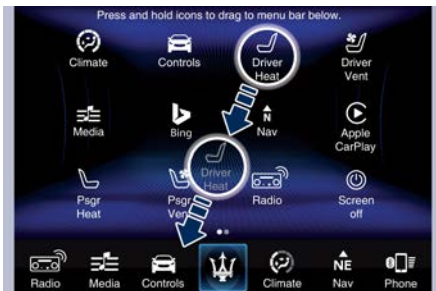 Press and hold icons to drag to menu bar below.
Climate
Controls
Driver
Heat
Driver
Vent
Media
Bing
N
Nav
Apple
CarPlay
Driver
Heat
Psgr
Heat
Psgr
Vent
Radio
Screen
off
NE
Radio
Media
Controls
Climate
Nav
Phone